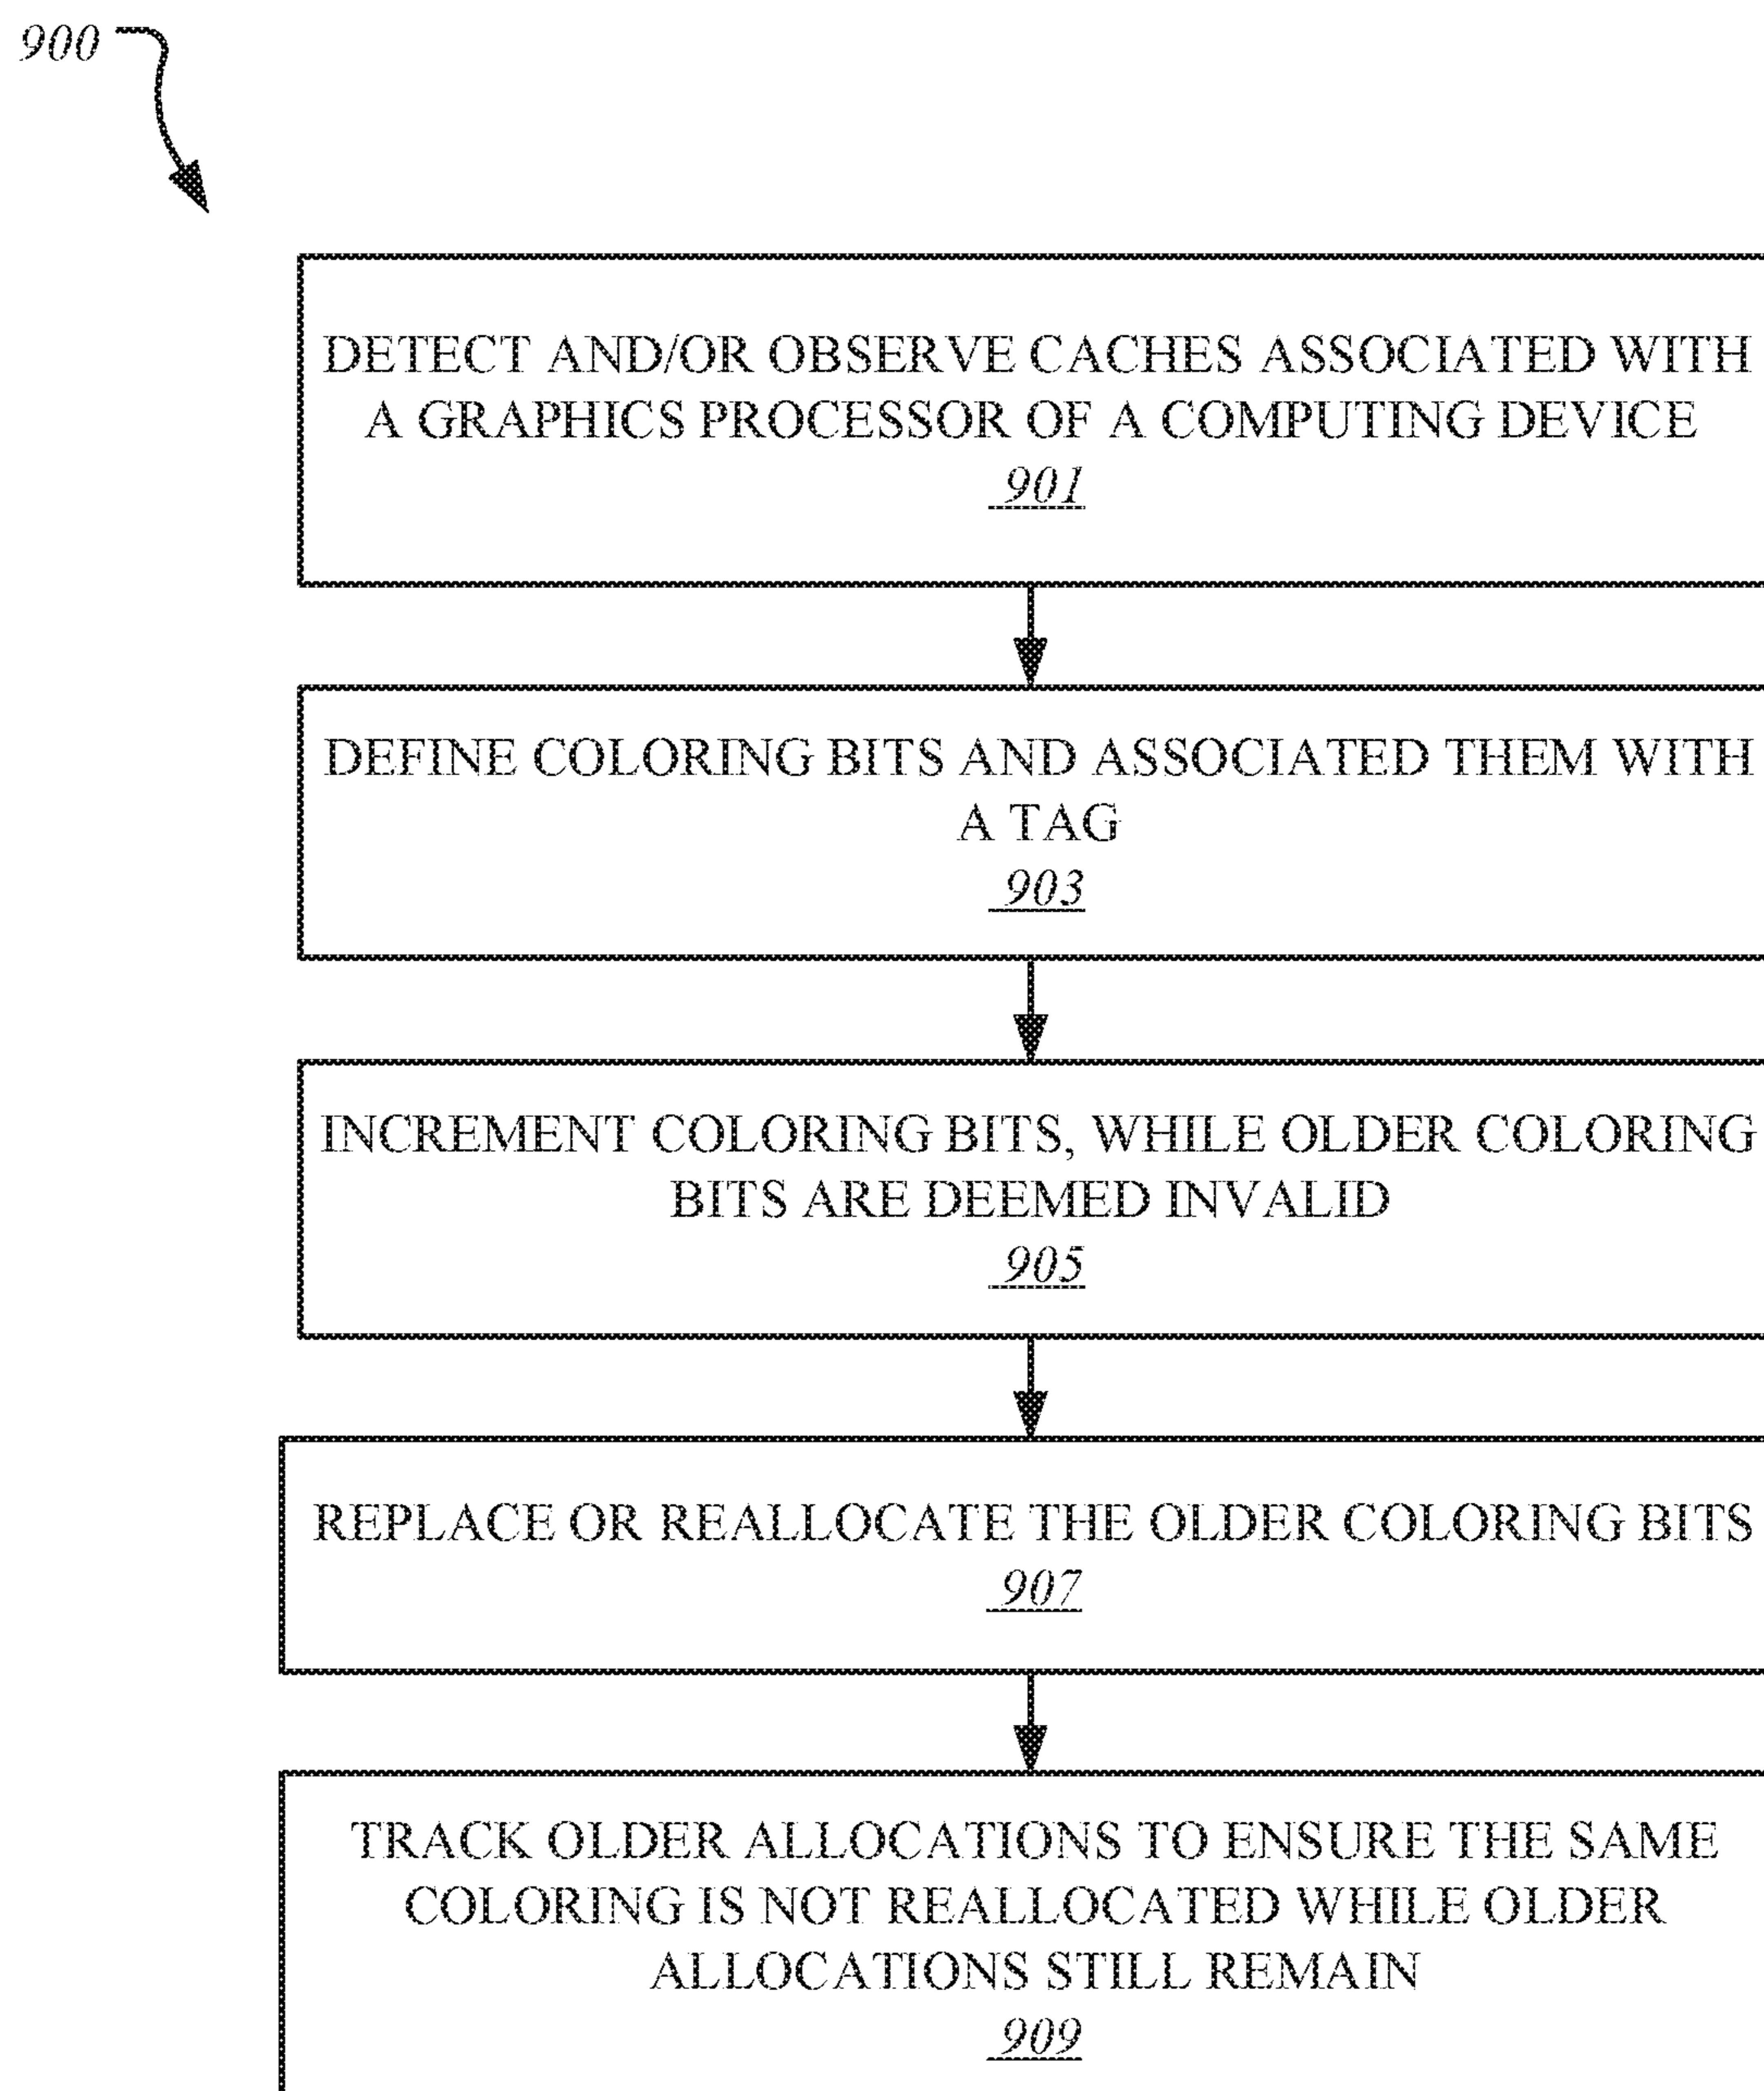 900
DETECT AND/OR OBSERVE CACHES ASSOCIATED WITH
A GRAPHICS PROCESSOR OF A COMPUTING DEVICE
901
DEFINE COLORING BITS AND ASSOCIATED THEM WITH
A TAG
903
INCREMENT COLORING BITS, WHILE OLDER COLORING
BITS ARE DEEMED INVALID
905
REPLACE OR REALLOCATE THE OLDER COLORING BITS
907
TRACK OLDER ALLOCATIONS TO ENSURE THE SAME
COLORING IS NOT REALLOCATED WHILE OLDER
ALLOCATIONS STILL REMAIN
909